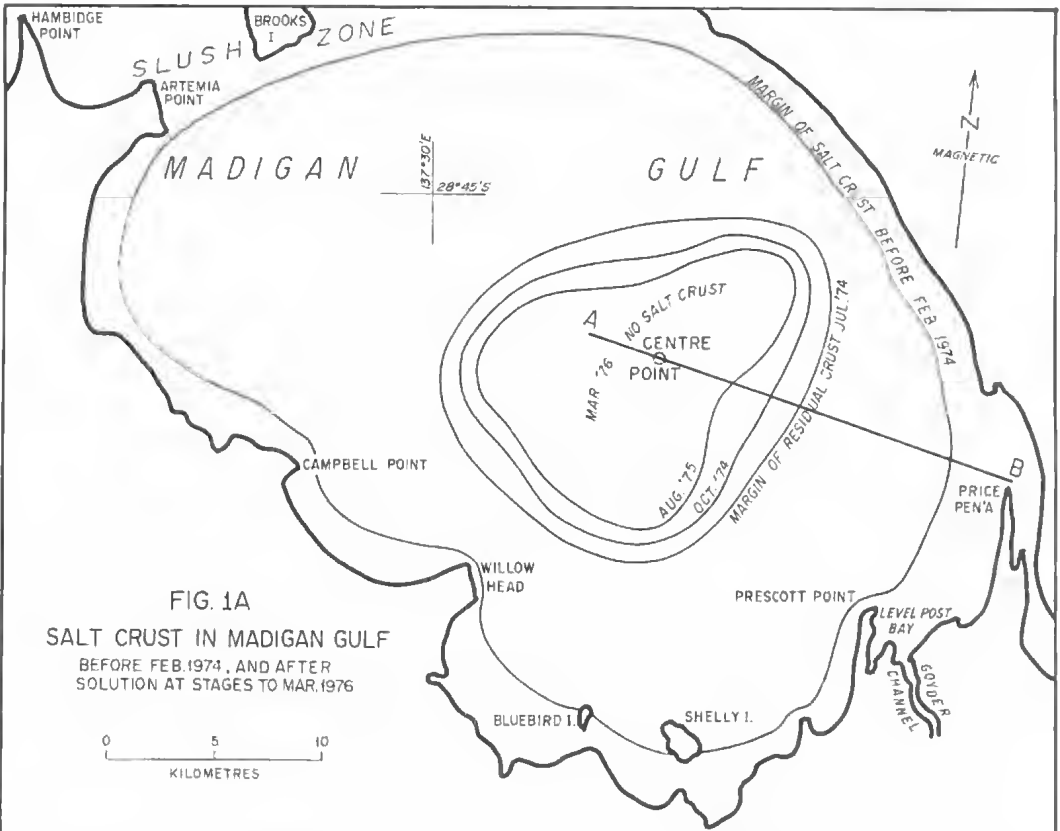 HAMBIDGE
POINT
BROOKS
I
SLUSH ZONE
ARTEMIA
POINT
MADIGAN GULF
137°30'E
28°45'S
N
MAGNETIC
MARGIN OF SALT CRUST BEFORE FEB 1974
A
NO SALT CRUST
CENTRE
POINT
MAR '76
AUG. '75
OCT. '74
MARGIN OF RESIDUAL CRUST JUL. '74
B
PRICE
PEN'A
CAMPBELL POINT
WILLOW
HEAD
PRESCOTT POINT
LEVEL POST
BAY
GOYDER
CHANNEL
BLUEBIRD I.
SHELLY I.
FIG. 1A
SALT CRUST IN MADIGAN GULF
BEFORE FEB.1974, AND AFTER
SOLUTION AT STAGES TO MAR.1976
0 5 10
KILOMETRES